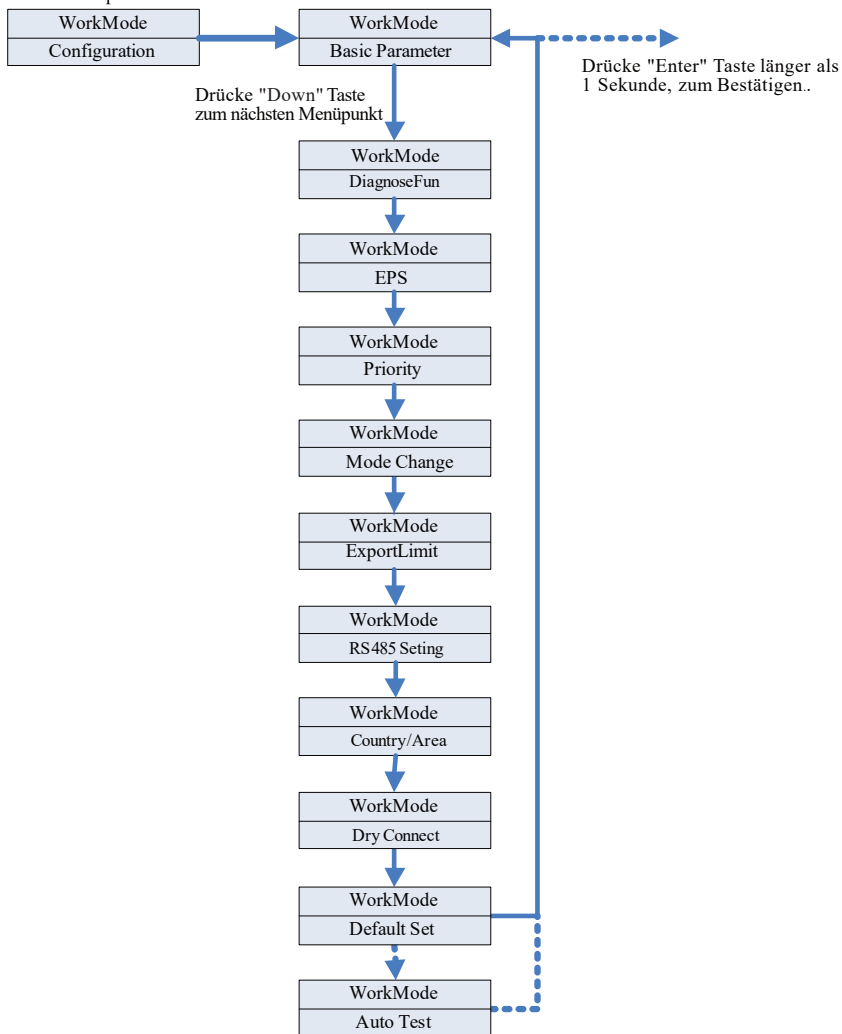 WorkMode
Configuration
WorkMode
Basic Parameter
Drücke "Enter" Taste länger als
1 Sekunde, zum Bestätigen..
Drücke "Down" Taste
zum nächsten Menüpunkt
WorkMode
DiagnoseFun
WorkMode
EPS
WorkMode
Priority
WorkMode
Mode Change
WorkMode
ExportLimit
WorkMode
RS485 Seting
WorkMode
Country/Area
WorkMode
Dry Connect
WorkMode
Default Set
WorkMode
Auto Test